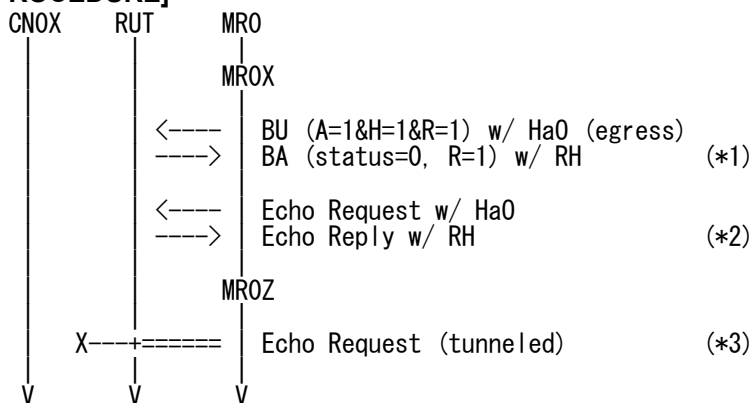 ROCEDURE]
CNOX RUT MRO
| | |
| | MROX
| | |
| | <---- | BU (A=1&H=1&R=1) w/ HaO (egress)
| | ----> | BA (status=0, R=1) w/ RH (*1)
| | |
| | <---- | Echo Request w/ HaO
| | ----> | Echo Reply w/ RH (*2)
| | |
| | MROZ
| | |
| X---+====== | Echo Request (tunneled) (*3)
| | |
V V V